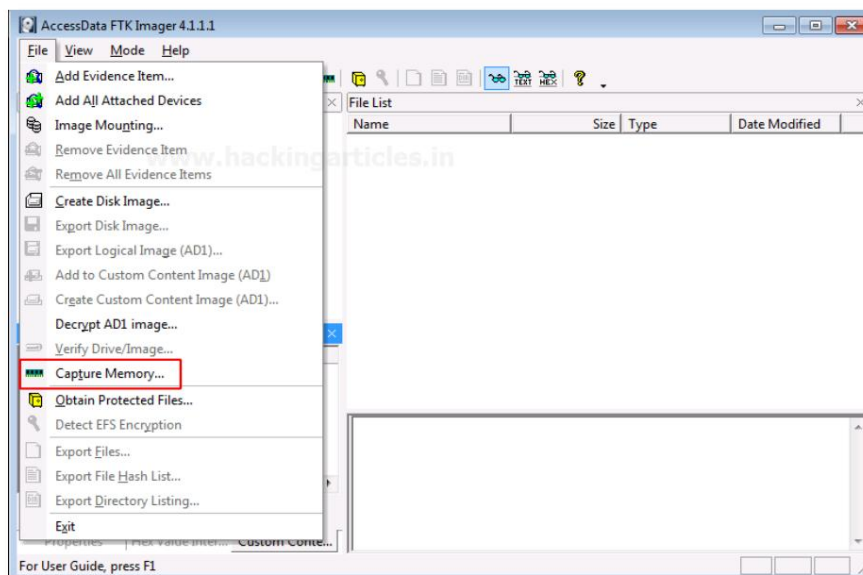 AccessData FTK Imager 4.1.1.1
File View Mode Help
Add Evidence Item...
Add All Attached Devices
Image Mounting...
Remove Evidence Item
Remove All Evidence Items
Create Disk Image...
Export Disk Image...
Export Logical Image (AD1)...
Add to Custom Content Image (AD1)
Create Custom Content Image (AD1)...
Decrypt AD1 image...
Verify Drive/Image...
Capture Memory...
Obtain Protected Files...
Detect EFS Encryption
Export Files...
Export File Hash List...
Export Directory Listing...
Exit
TEXT HEX
File List
Name Size Type Date Modified
www.hackingarticles.in
Properties Hex Value Inter... Custom Conte...
For User Guide, press F1